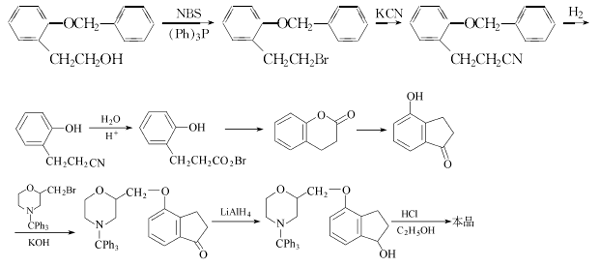 OCH₂ NBS (Ph)₃P OCH₂ KCN OCH₂ H₂
CH₂CH₂OH CH₂CH₂Br CH₂CH₂CN
OH H₂O H⁺ OH O O OH
CH₂CH₂CN CH₂CH₂CO₂Br O
O CH₂Br N CPh₃ KOH O CH₂ O N CPh₃ O LiAlH₄ O CH₂ O N CPh₃ OH HCl C₂H₅OH 本品